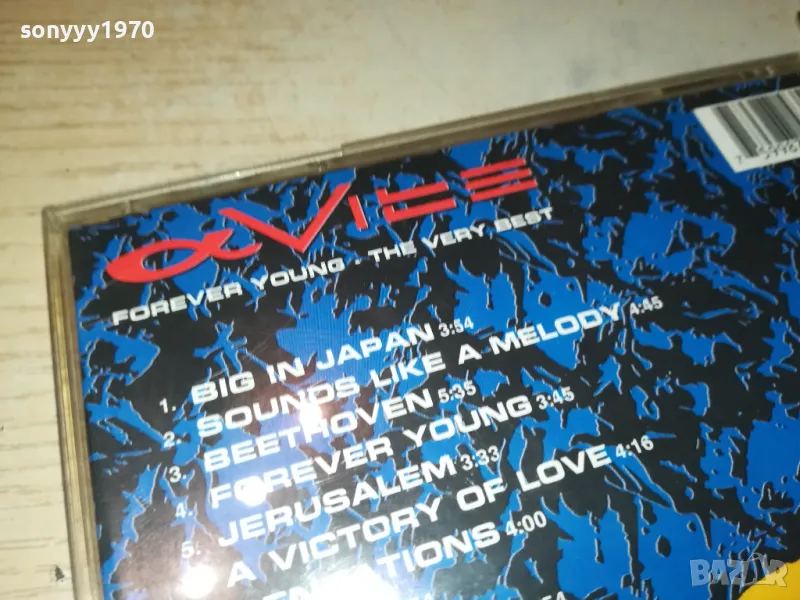 sonyyy1970
αVITE
FOREVER YOUNG · THE VERY BEST
1. BIG IN JAPAN 3:54
2. SOUNDS LIKE A MELODY 4:45
3. BEETHOVEN 5:35
4. FOREVER YOUNG 3:45
5. JERUSALEM 3:33
A VICTORY OF LOVE 4:16
4:00
BAZAR